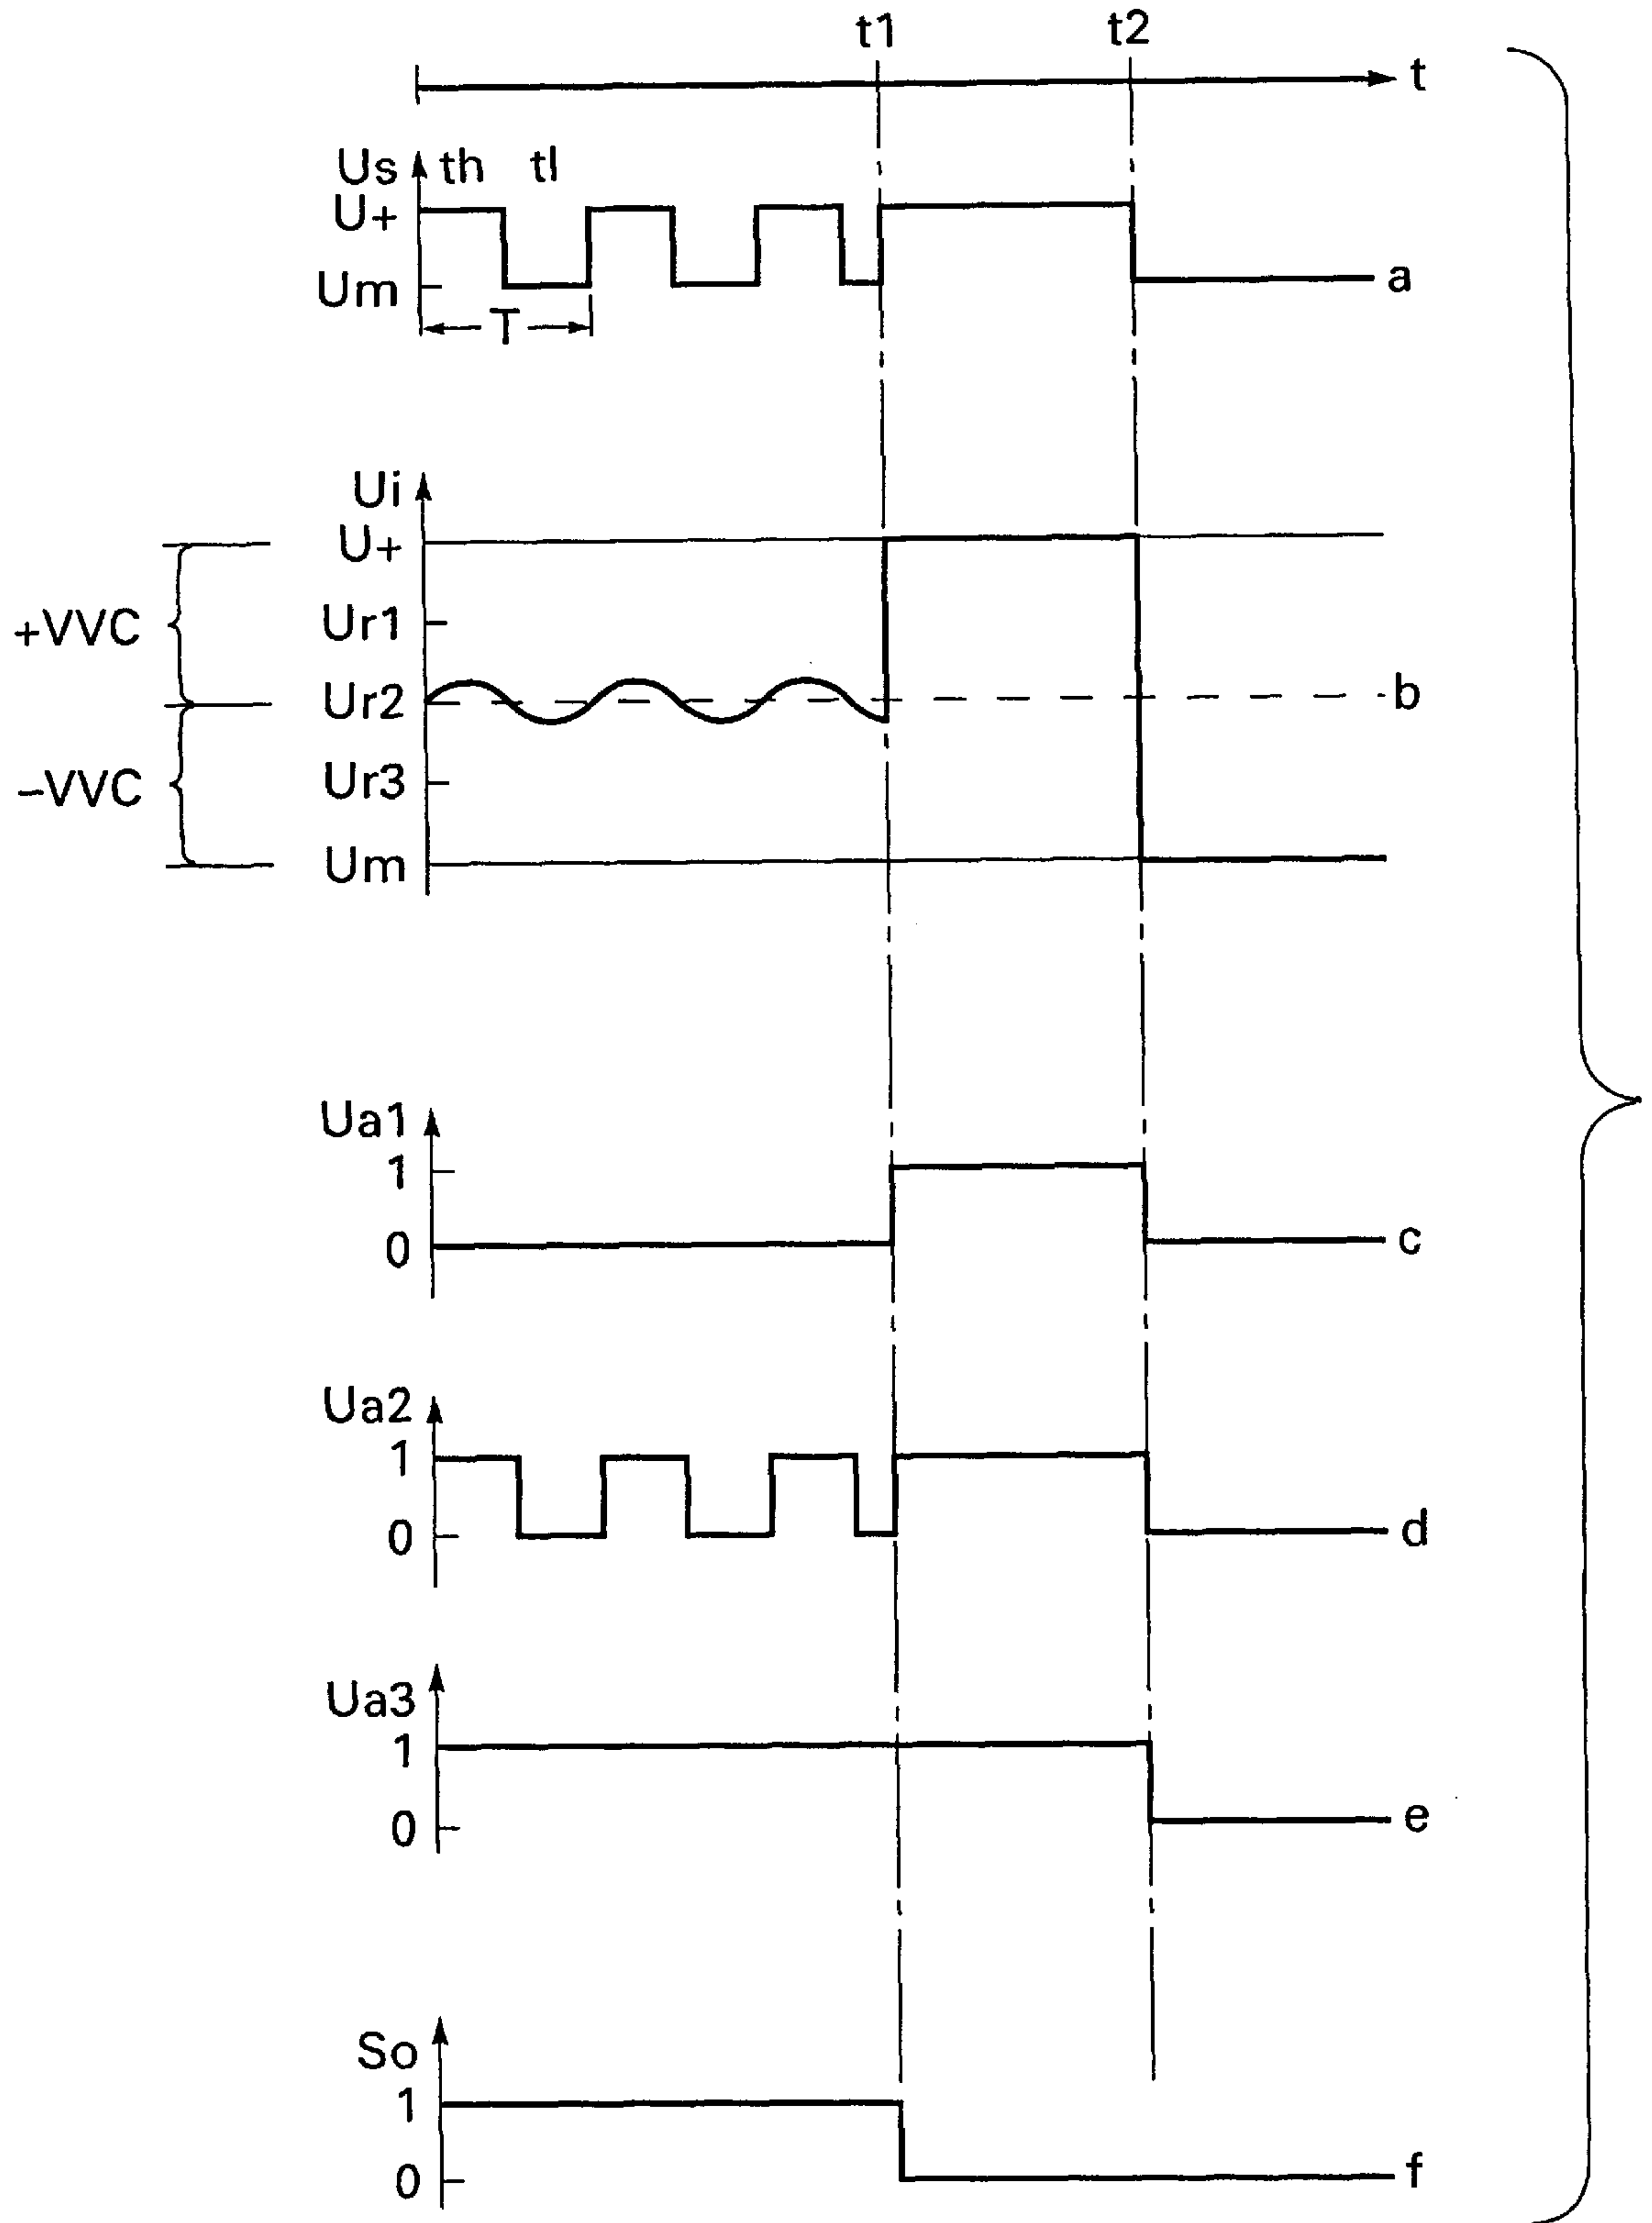 t1 t2
t
Us th tl
U+
Um a
T
Ui
U+
+VVC Ur1
Ur2 b
-VVC Ur3
Um
Ua1
1
0 c
Ua2
1
0 d
Ua3
1
0 e
So
1
0 f